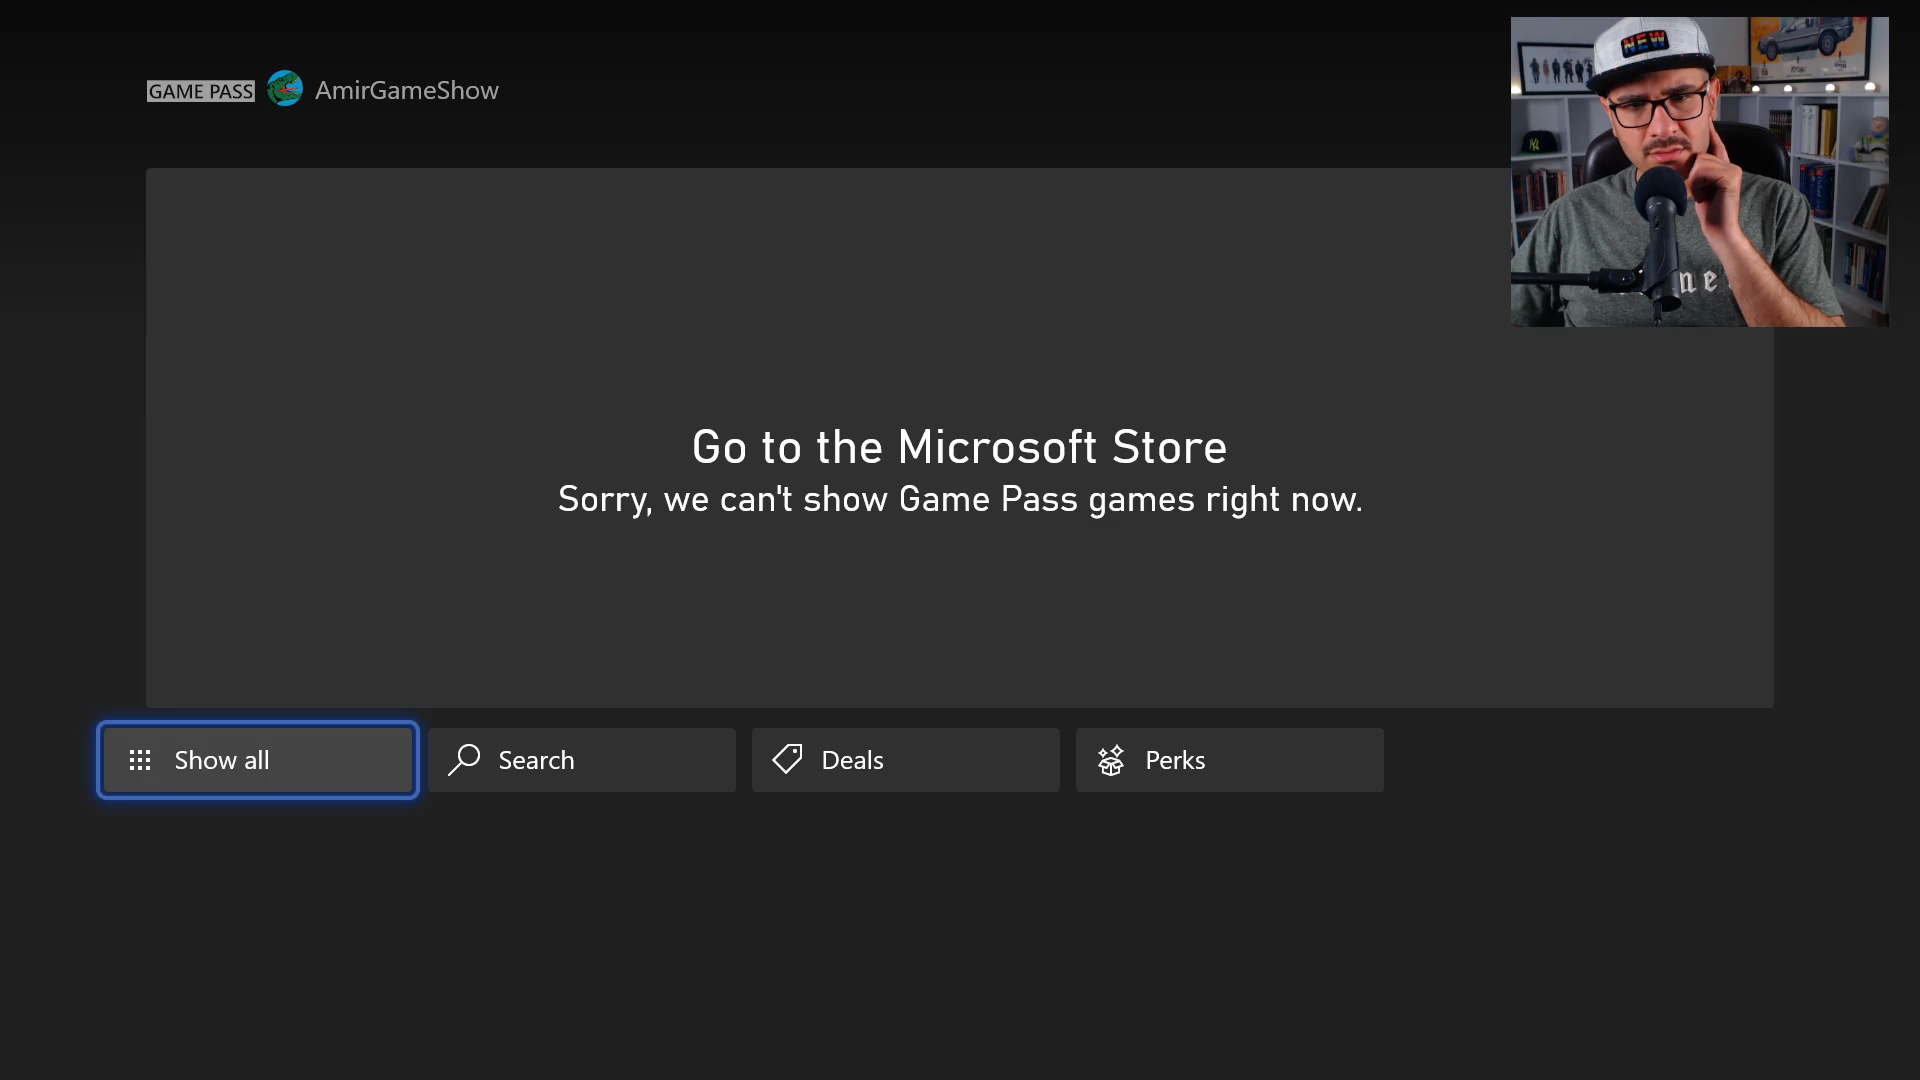 GAME PASS AmirGameShow
NEW
Go to the Microsoft Store
Sorry, we can't show Game Pass games right now.
Show all
Search
Deals
Perks